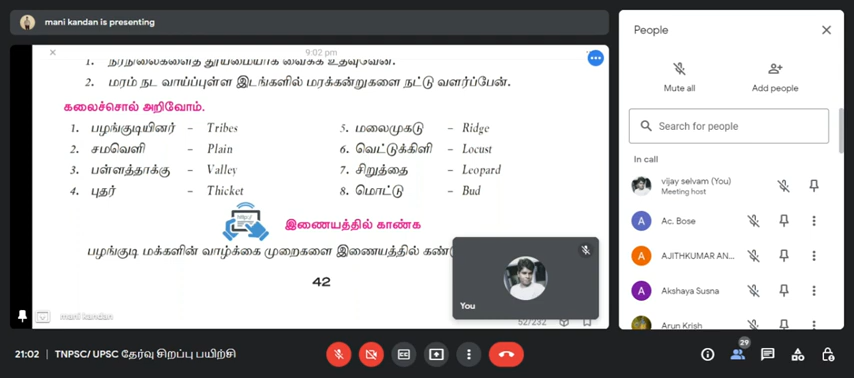 mani kandan is presenting
9:02 pm
1. நீர்நிலைகளைத் தூய்மையாக வைக்க உதவுவேன்.
2. மரம் நட வாய்ப்புள்ள இடங்களில் மரக்கன்றுகளை நட்டு வளர்ப்பேன்.
கலைச்சொல் அறிவோம்.
1. பழங்குடியினர் – Tribes
2. சமவெளி – Plain
3. பள்ளத்தாக்கு – Valley
4. புதர் – Thicket
5. மலைமுகடு – Ridge
6. வெட்டுக்கிளி – Locust
7. சிறுத்தை – Leopard
8. மொட்டு – Bud
http://
இணையத்தில் காண்க
பழங்குடி மக்களின் வாழ்க்கை முறைகளை இணையத்தில் கண்டு
42
You
mani kandan
52/232
People
Mute all
Add people
Search for people
In call
vijay selvam (You)
Meeting host
A Ac. Bose
A AJITHKUMAR AN...
A Akshaya Susna
Arun Krish
21:02 | TNPSC/ UPSC தேர்வு சிறப்பு பயிற்சி
29